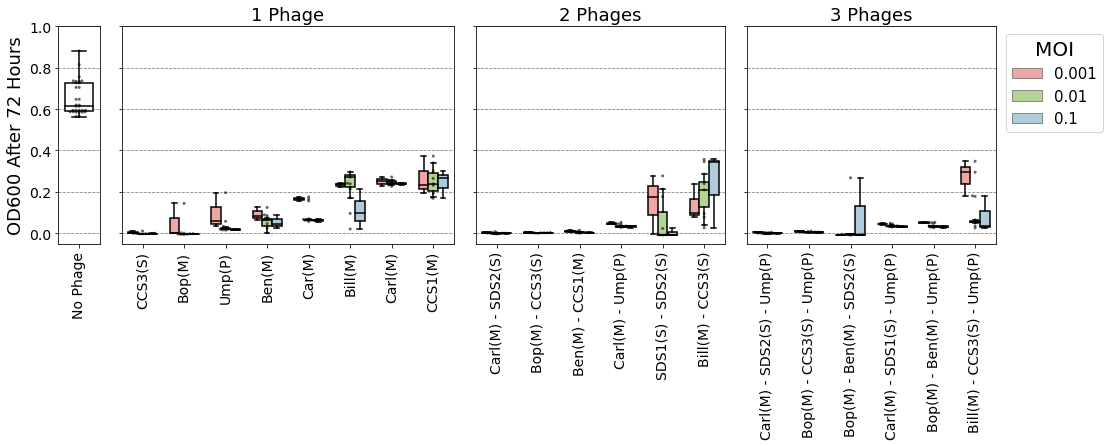 1 Phage
2 Phages
3 Phages
OD600 After 72 Hours
1.0
0.8
0.6
0.4
0.2
0.0
MOI
0.001
0.01
0.1
No Phage
CCS3(S)
Bop(M)
Ump(P)
Ben(M)
Car(M)
Bill(M)
Carl(M)
CCS1(M)
Carl(M) - SDS2(S)
Bop(M) - CCS3(S)
Ben(M) - CCS1(M)
Carl(M) - Ump(P)
SDS1(S) - SDS2(S)
Bill(M) - CCS3(S)
Carl(M) - SDS2(S) - Ump(P)
Bop(M) - CCS3(S) - Ump(P)
Bop(M) - Ben(M) - SDS2(S)
Carl(M) - SDS1(S) - Ump(P)
Bop(M) - Ben(M) - Ump(P)
Bill(M) - CCS3(S) - Ump(P)